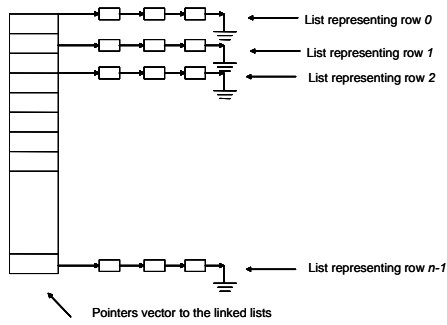 List representing row 0
List representing row 1
List representing row 2
List representing row n-1
Pointers vector to the linked lists